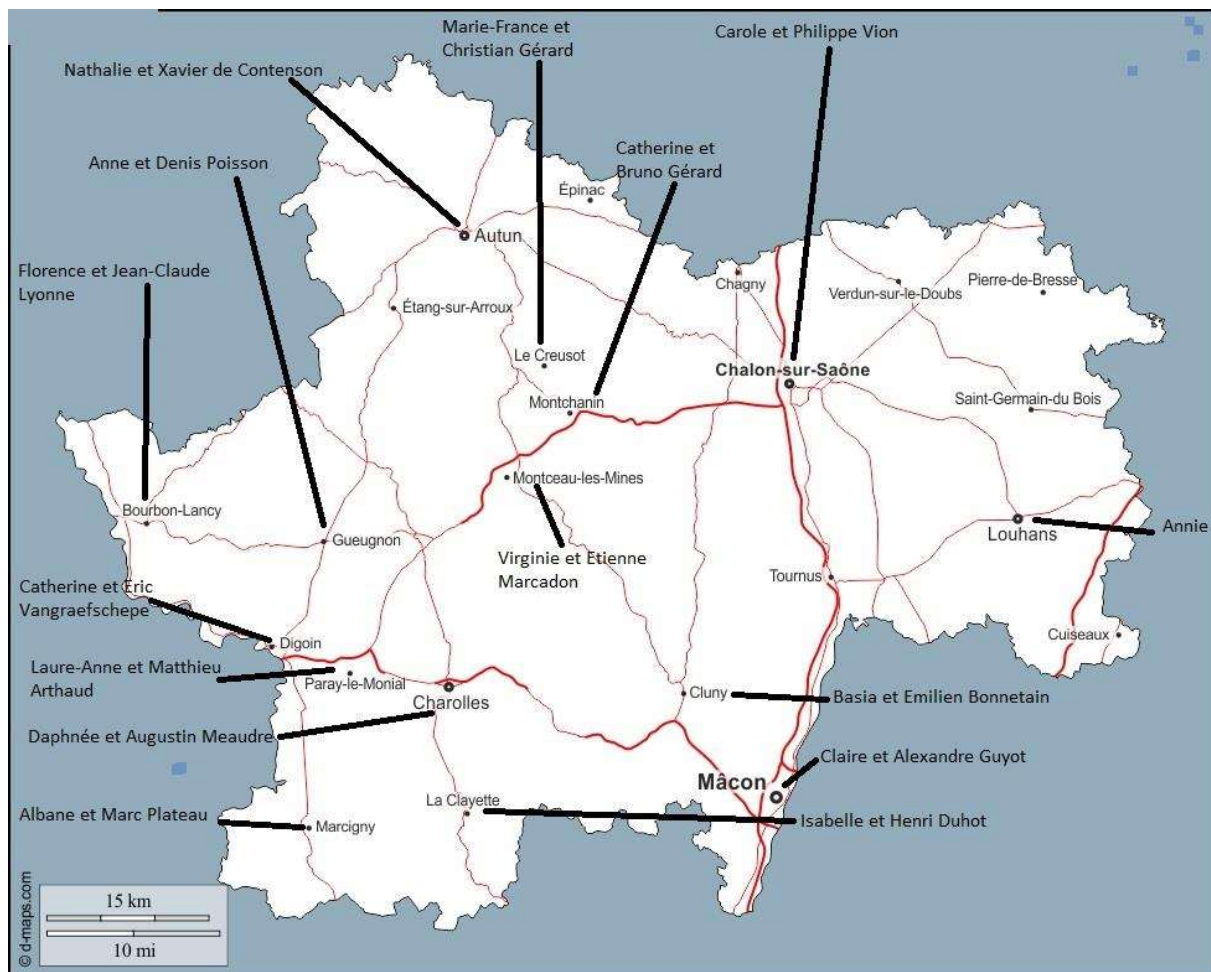 Marie-France et
Christian Gérard
Carole et Philippe Vion
Nathalie et Xavier de Contenson
Anne et Denis Poisson
Catherine et
Bruno Gérard
Épinac
Autun
Florence et Jean-Claude
Lyonne
Étang-sur-Arroux
Chagny
Verdun-sur-le-Doubs
Pierre-de-Bresse
Le Creusot
Chalon-sur-Saône
Montchanin
Saint-Germain-du Bois
Montceau-les-Mines
Bourbon-Lancy
Gueugnon
Louhans
Annie
Virginie et Etienne
Marcadon
Tournus
Catherine et Eric
Vangraefschepe
Digoin
Cuiseaux
Laure-Anne et Matthieu
Arthaud
Paray-le-Monial
Charolles
Cluny
Basia et Emilien Bonnetain
Daphnée et Augustin Meaudre
Claire et Alexandre Guyot
Mâcon
Albane et Marc Plateau
Marcigny
La Clayette
Isabelle et Henri Duhot
15 km
10 mi
© d-maps.com